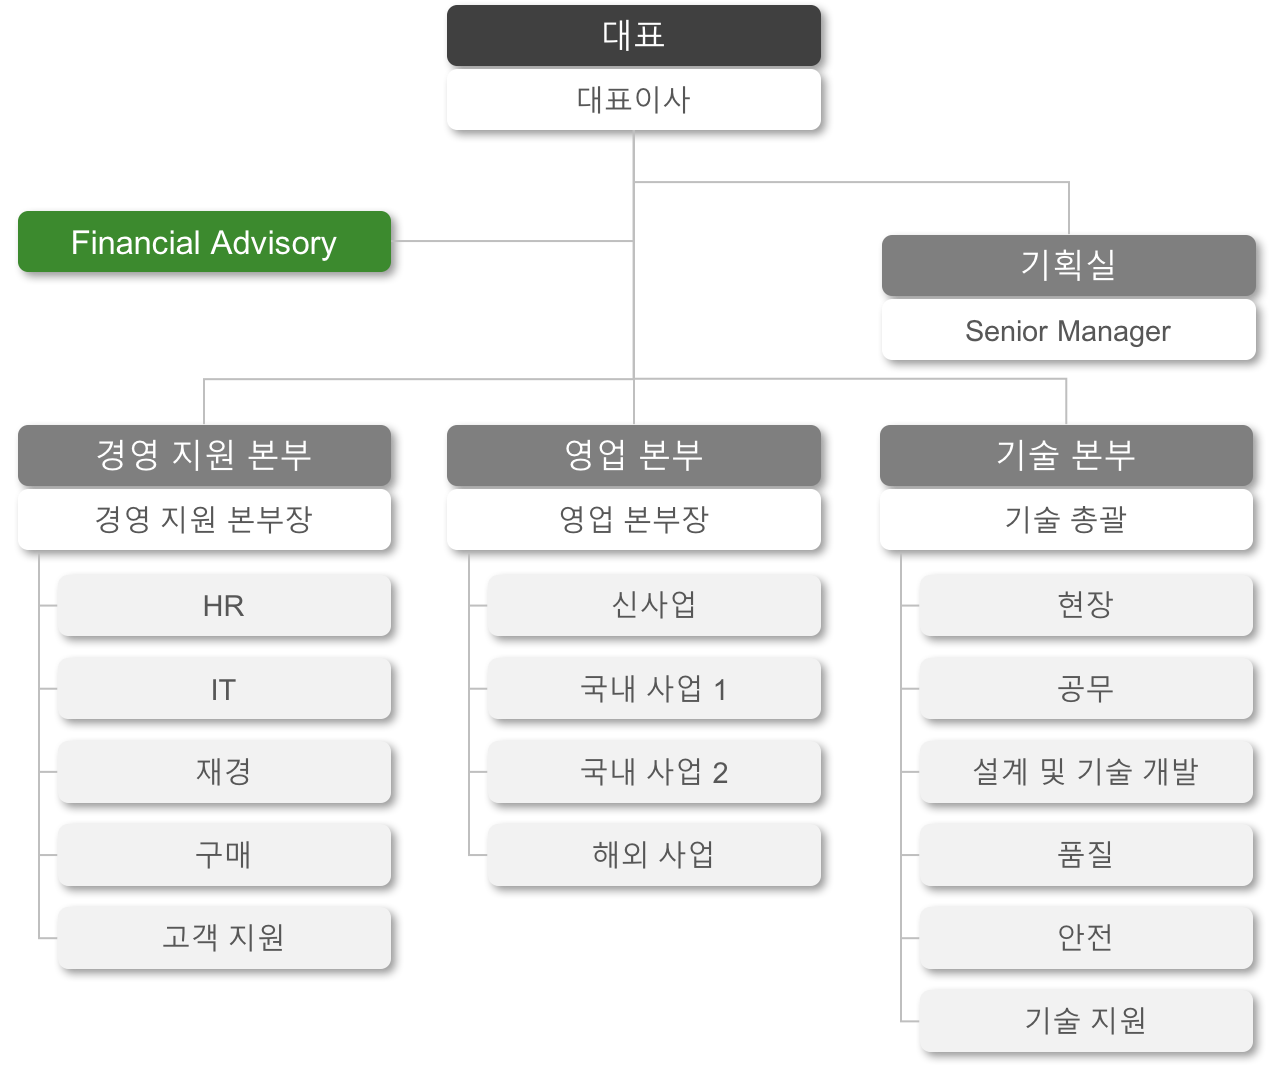 대표
대표이사
Financial Advisory
기획실
Senior Manager
경영 지원 본부
경영 지원 본부장
HR
IT
재경
구매
고객 지원
영업 본부
영업 본부장
신사업
국내 사업 1
국내 사업 2
해외 사업
기술 본부
기술 총괄
현장
공무
설계 및 기술 개발
품질
안전
기술 지원